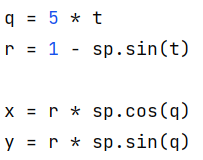 q = 5 * t
r = 1 - sp.sin(t)
x = r * sp.cos(q)
y = r * sp.sin(q)